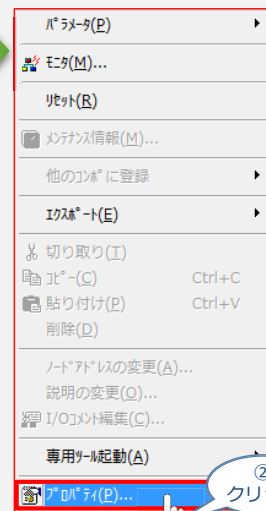 ﾊﾟﾗﾒｰﾀ(P)
ﾓﾆﾀ(M)...
ﾘｾｯﾄ(R)
ﾒﾝﾃﾅﾝｽ情報(M)...
他のｺﾝﾎﾟに登録
ｴｸｽﾎﾟｰﾄ(E)
切り取り(T)
ｺﾋﾟｰ(C) Ctrl+C
貼り付け(P) Ctrl+V
削除(D)
ﾉｰﾄﾞｱﾄﾞﾚｽの変更(A)...
説明の変更(O)...
I/Oｺﾒﾝﾄ編集(C)...
専用ﾂｰﾙ起動(A)
ﾌﾟﾛﾊﾟﾃｨ(P)...
②
クリ